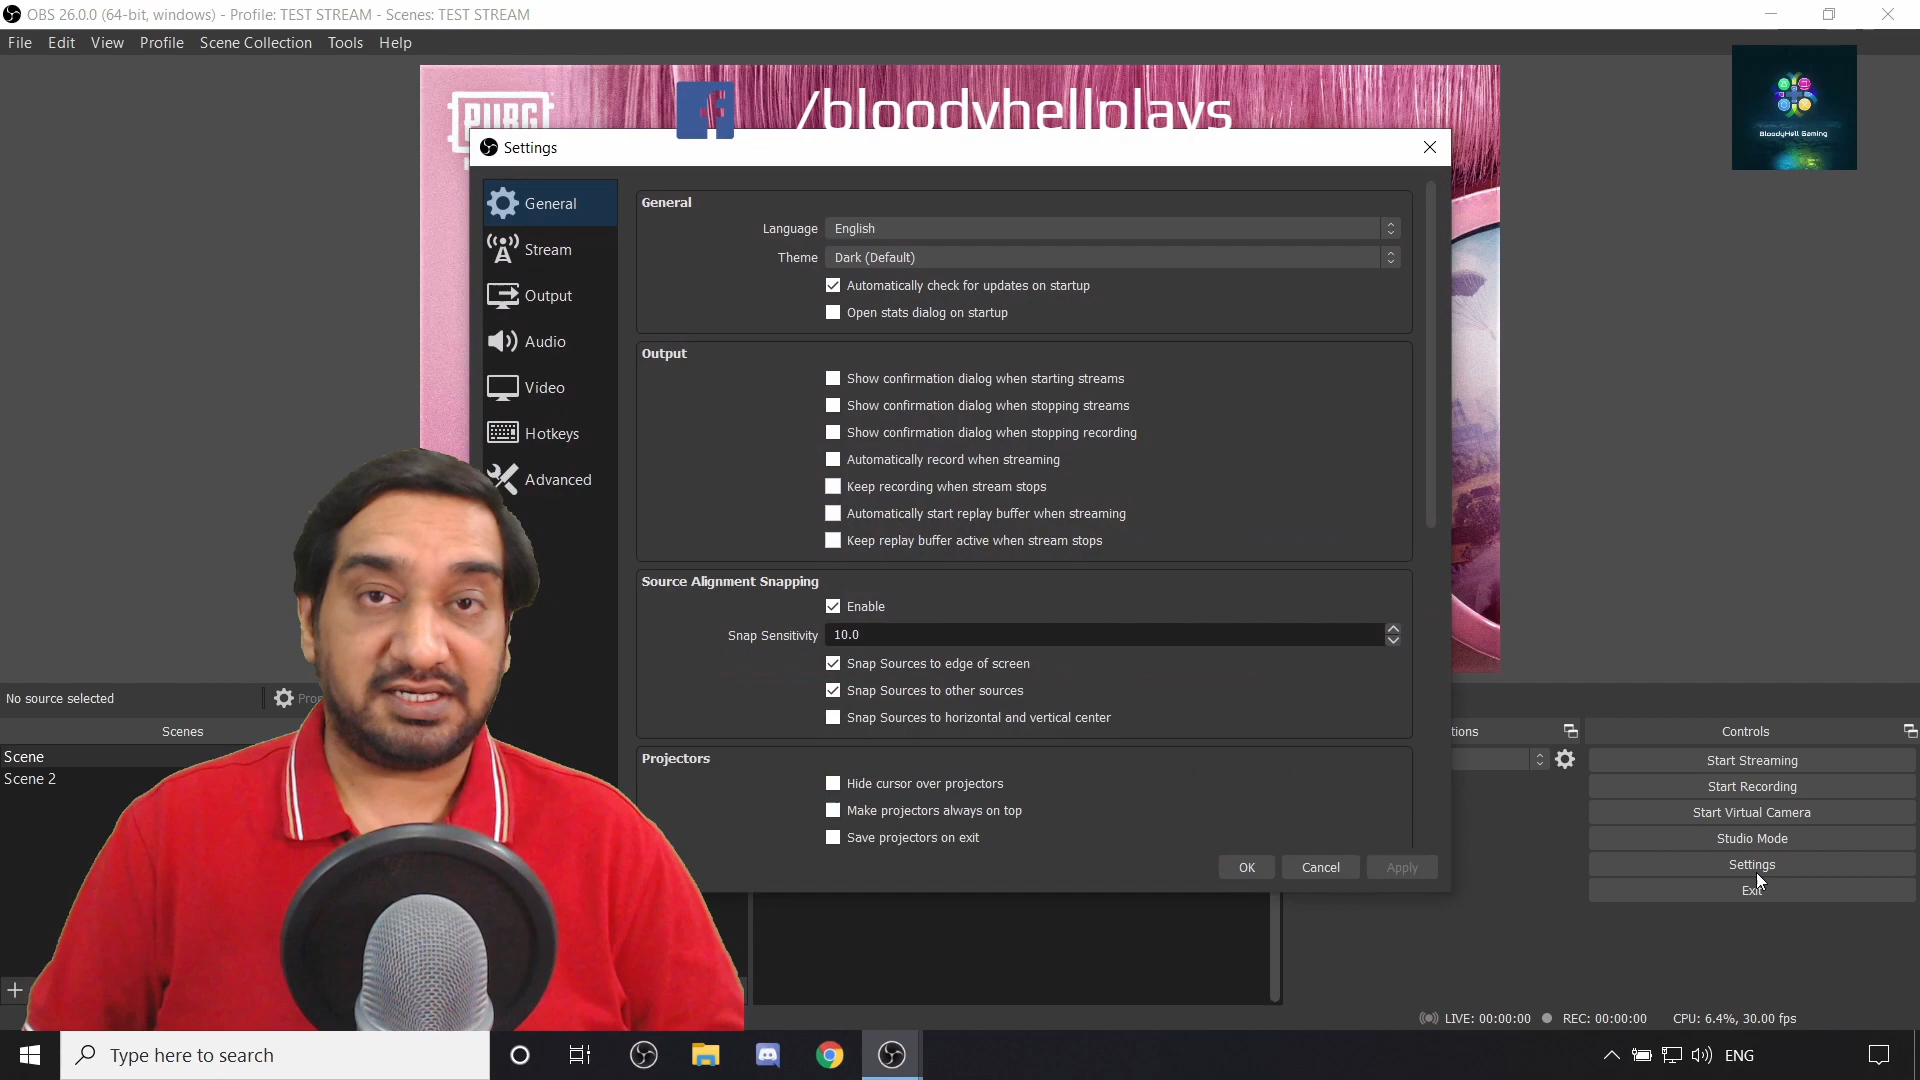 OBS 26.0.0 (64-bit, windows) - Profile: TEST STREAM - Scenes: TEST STREAM
File Edit View Profile Scene Collection Tools Help
PUBG
/bloodyhellplays
BloodyHell Gaming
Settings
General
Stream
Output
Audio
Video
Hotkeys
Advanced
General
Language English
Theme Dark (Default)
Automatically check for updates on startup
Open stats dialog on startup
Output
Show confirmation dialog when starting streams
Show confirmation dialog when stopping streams
Show confirmation dialog when stopping recording
Automatically record when streaming
Keep recording when stream stops
Automatically start replay buffer when streaming
Keep replay buffer active when stream stops
Source Alignment Snapping
Enable
Snap Sensitivity 10.0
Snap Sources to edge of screen
Snap Sources to other sources
Snap Sources to horizontal and vertical center
Projectors
Hide cursor over projectors
Make projectors always on top
Save projectors on exit
OK Cancel Apply
No source selected
Scenes
Scene
Scene 2
tions
Controls
Start Streaming
Start Recording
Start Virtual Camera
Studio Mode
Settings
Exit
LIVE: 00:00:00 REC: 00:00:00 CPU: 6.4%, 30.00 fps
Type here to search
ENG